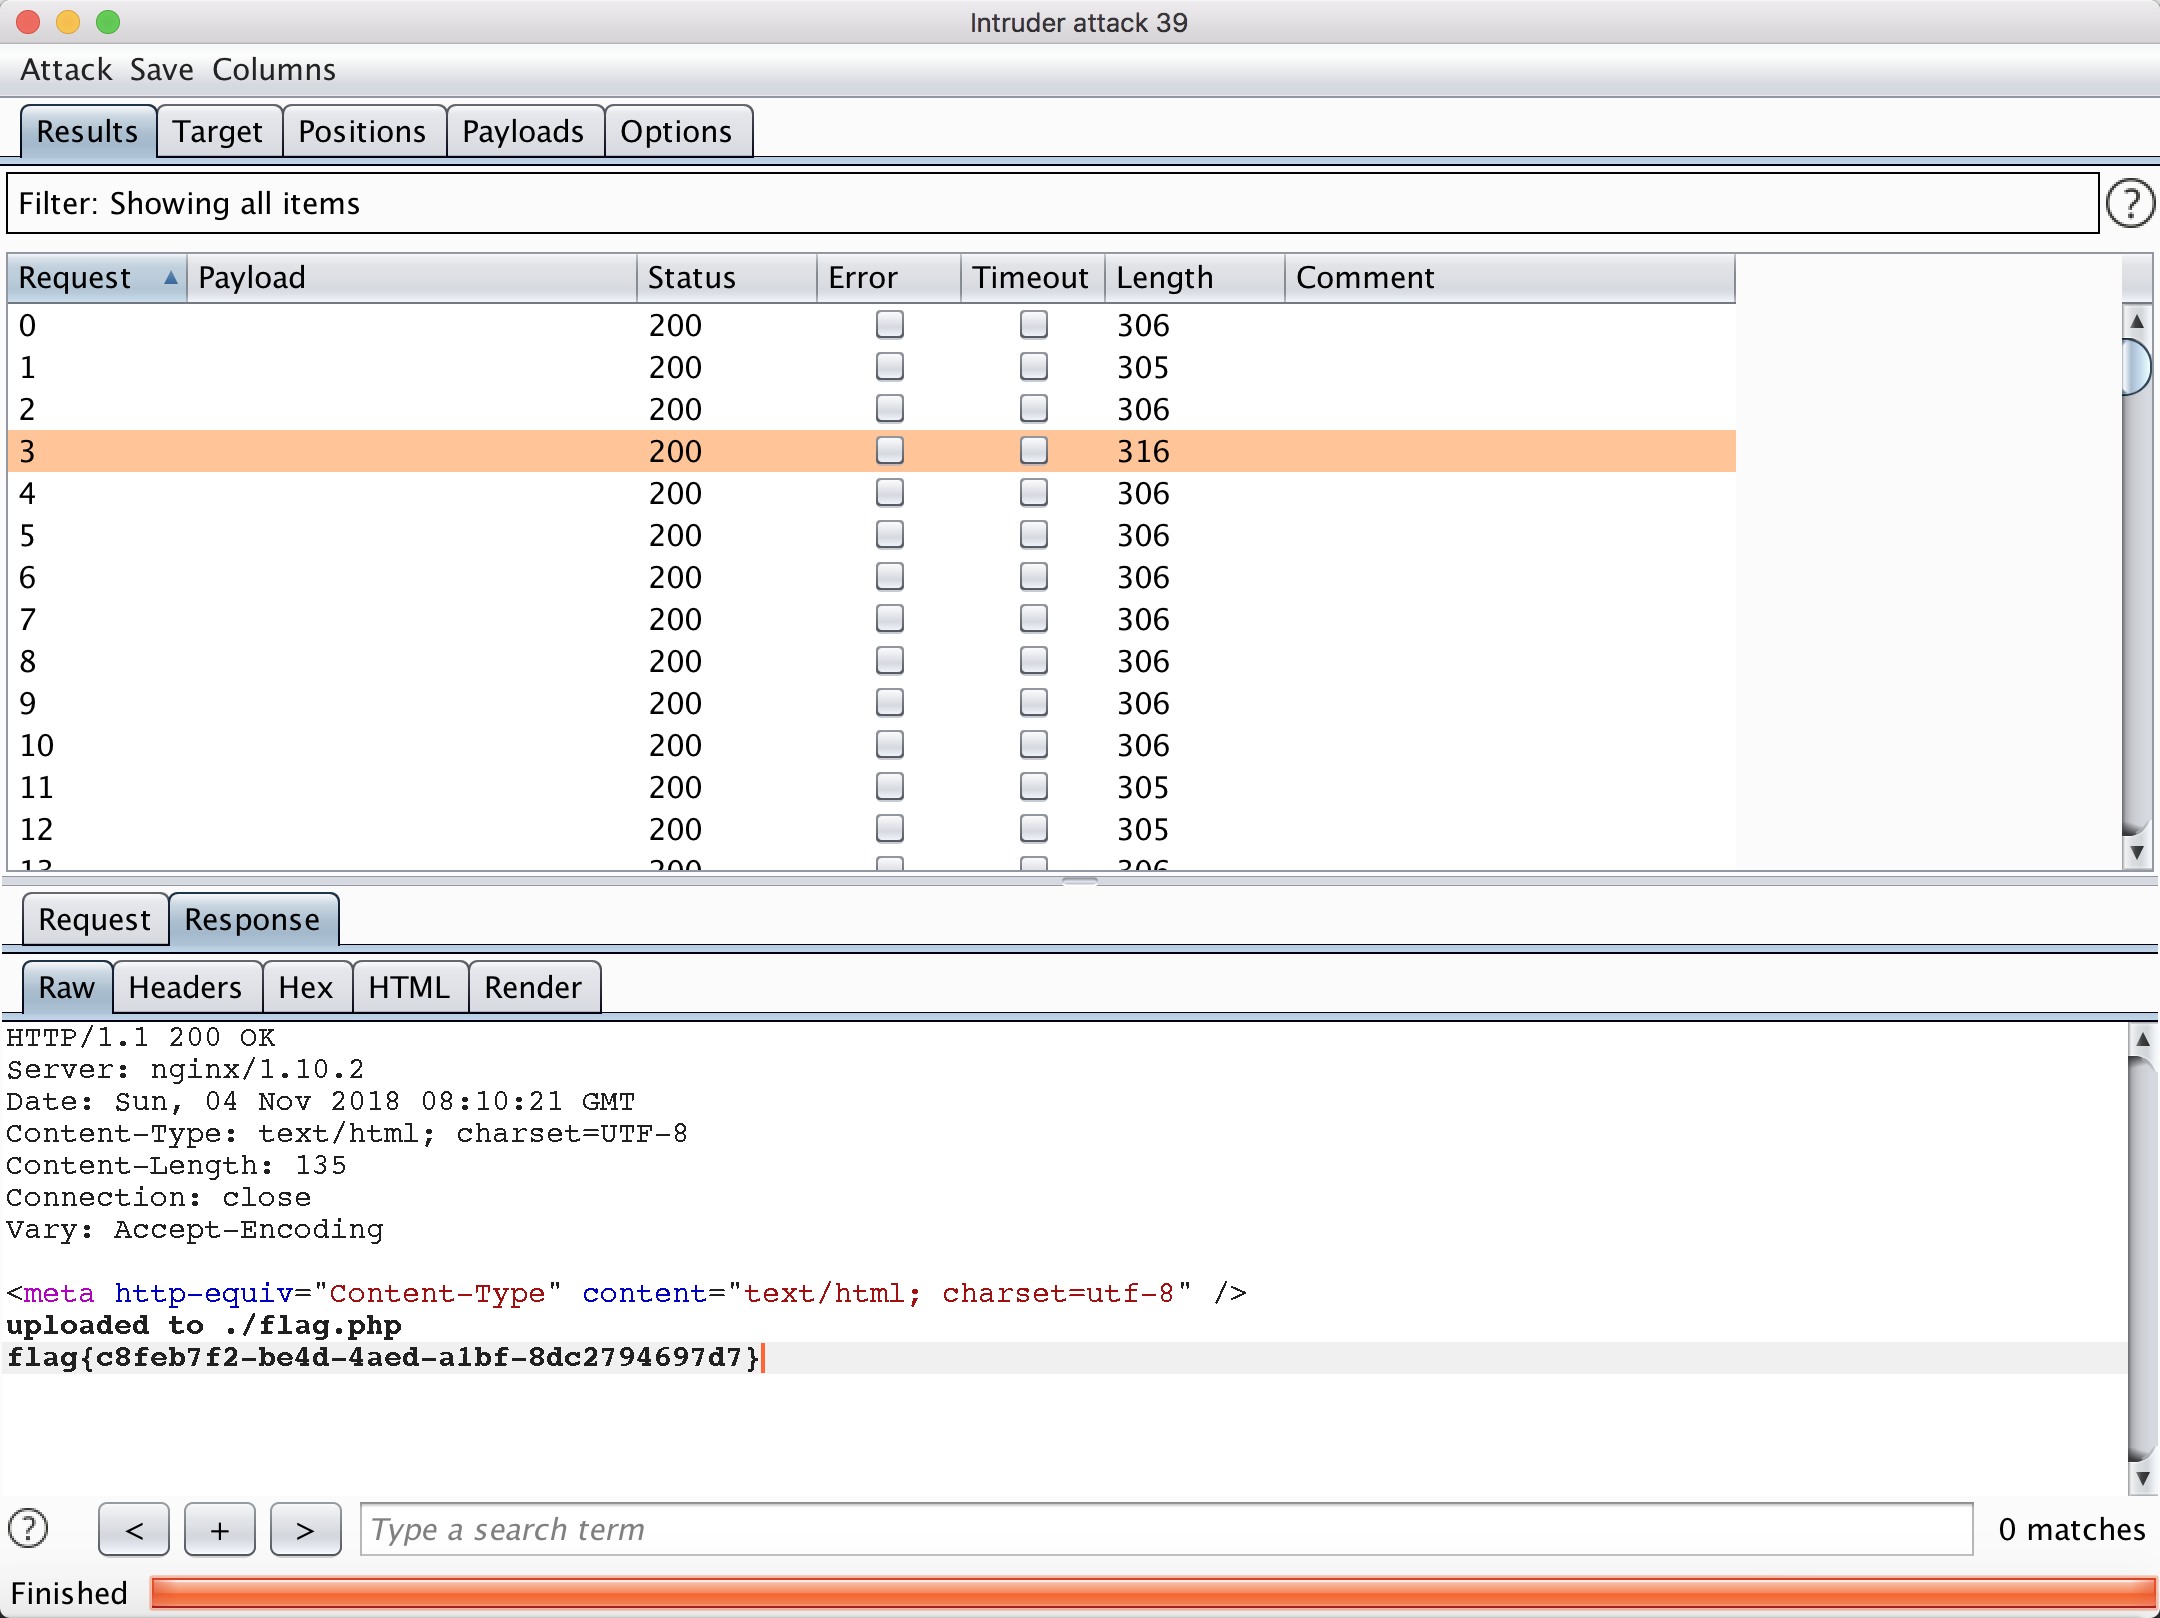 Intruder attack 39
Attack Save Columns
Results Target Positions Payloads Options
Filter: Showing all items
?
Request Payload Status Error Timeout Length Comment
0 200 306
1 200 305
2 200 306
3 200 316
4 200 306
5 200 306
6 200 306
7 200 306
8 200 306
9 200 306
10 200 306
11 200 305
12 200 305
13 200 306
Request Response
Raw Headers Hex HTML Render
HTTP/1.1 200 OK
Server: nginx/1.10.2
Date: Sun, 04 Nov 2018 08:10:21 GMT
Content-Type: text/html; charset=UTF-8
Content-Length: 135
Connection: close
Vary: Accept-Encoding
<meta http-equiv="Content-Type" content="text/html; charset=utf-8" />
uploaded to ./flag.php
flag{c8feb7f2-be4d-4aed-a1bf-8dc2794697d7}
? < + > Type a search term 0 matches
Finished